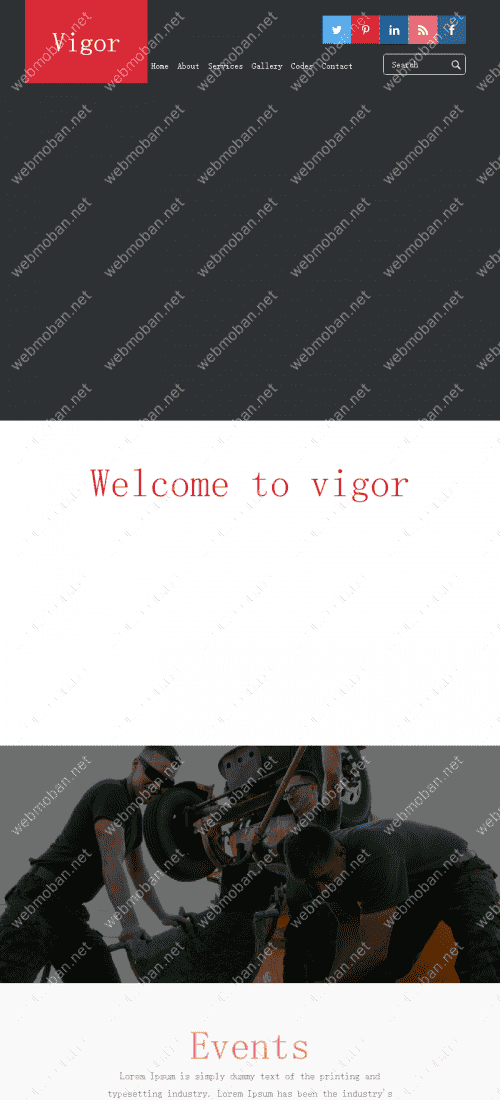 Vigor
Home About Services Gallery Codes Contact
Search
Welcome to vigor
Events
Lorem Ipsum is simply dummy text of the printing and
typesetting industry. Lorem Ipsum has been the industry's
webmoban.net